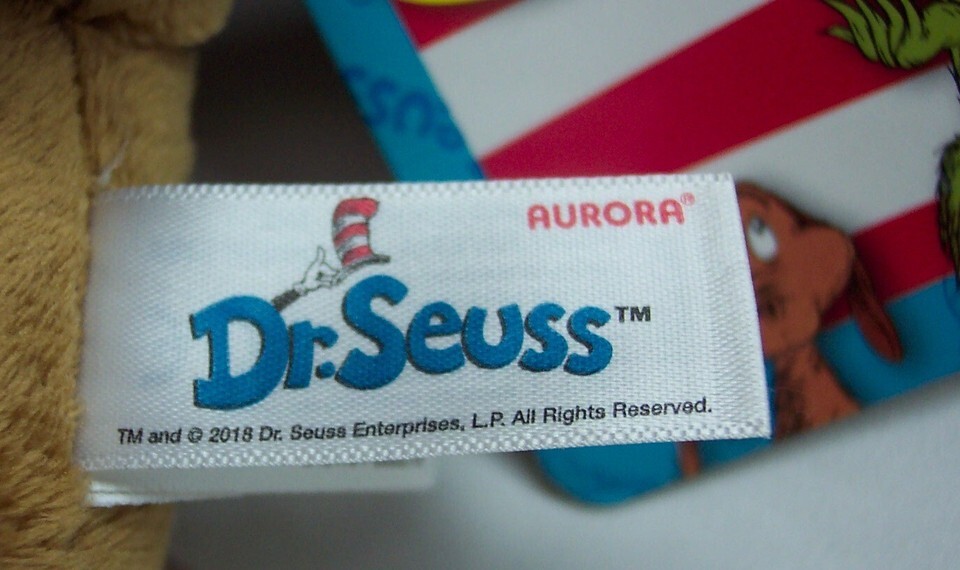 AURORA®
Dr. Seuss™
TM and © 2018 Dr. Seuss Enterprises, L.P. All Rights Reserved.